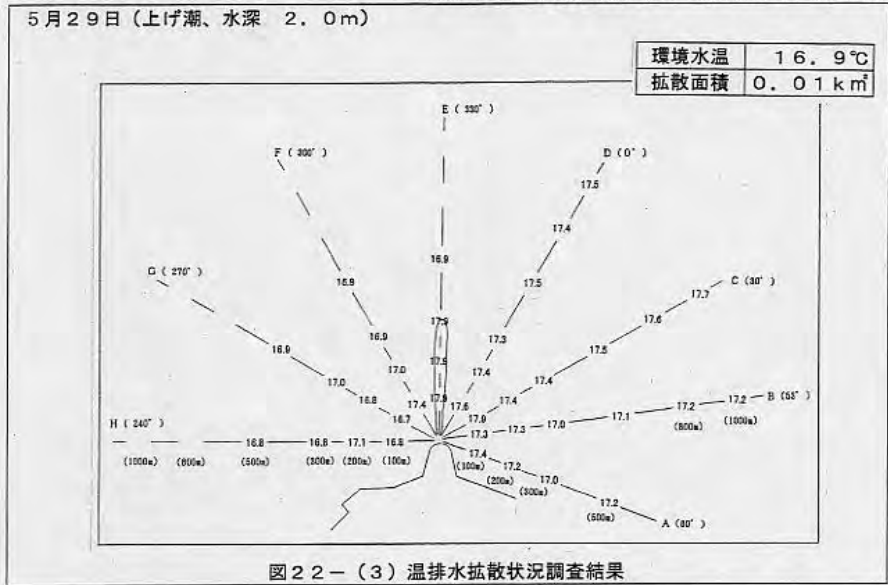 5月29日（上げ潮、水深　2．0m）
環境水温　16．9℃
拡散面積　0．01km²
E (330°)
F (300°)
D (0°)
17.5
17.4
G (270°)
16.9
16.9
17.5
17.7
C (30°)
17.6
16.9
16.9
17.3
17.5
17.0
17.4
17.4
17.0
16.8
17.4
17.9
17.6
17.4
17.2
17.2
B (53°)
16.7
17.9
17.1
(800m)
(1000m)
H (240°)
17.3
17.3
17.0
16.8
16.8
17.1
16.8
17.4
(1000m)
(500m)
(300m)
(200m)
(100m)
(100m)
17.2
(200m)
17.0
(300m)
17.2
(500m)
図22－(3) 温排水拡散状況調査結果